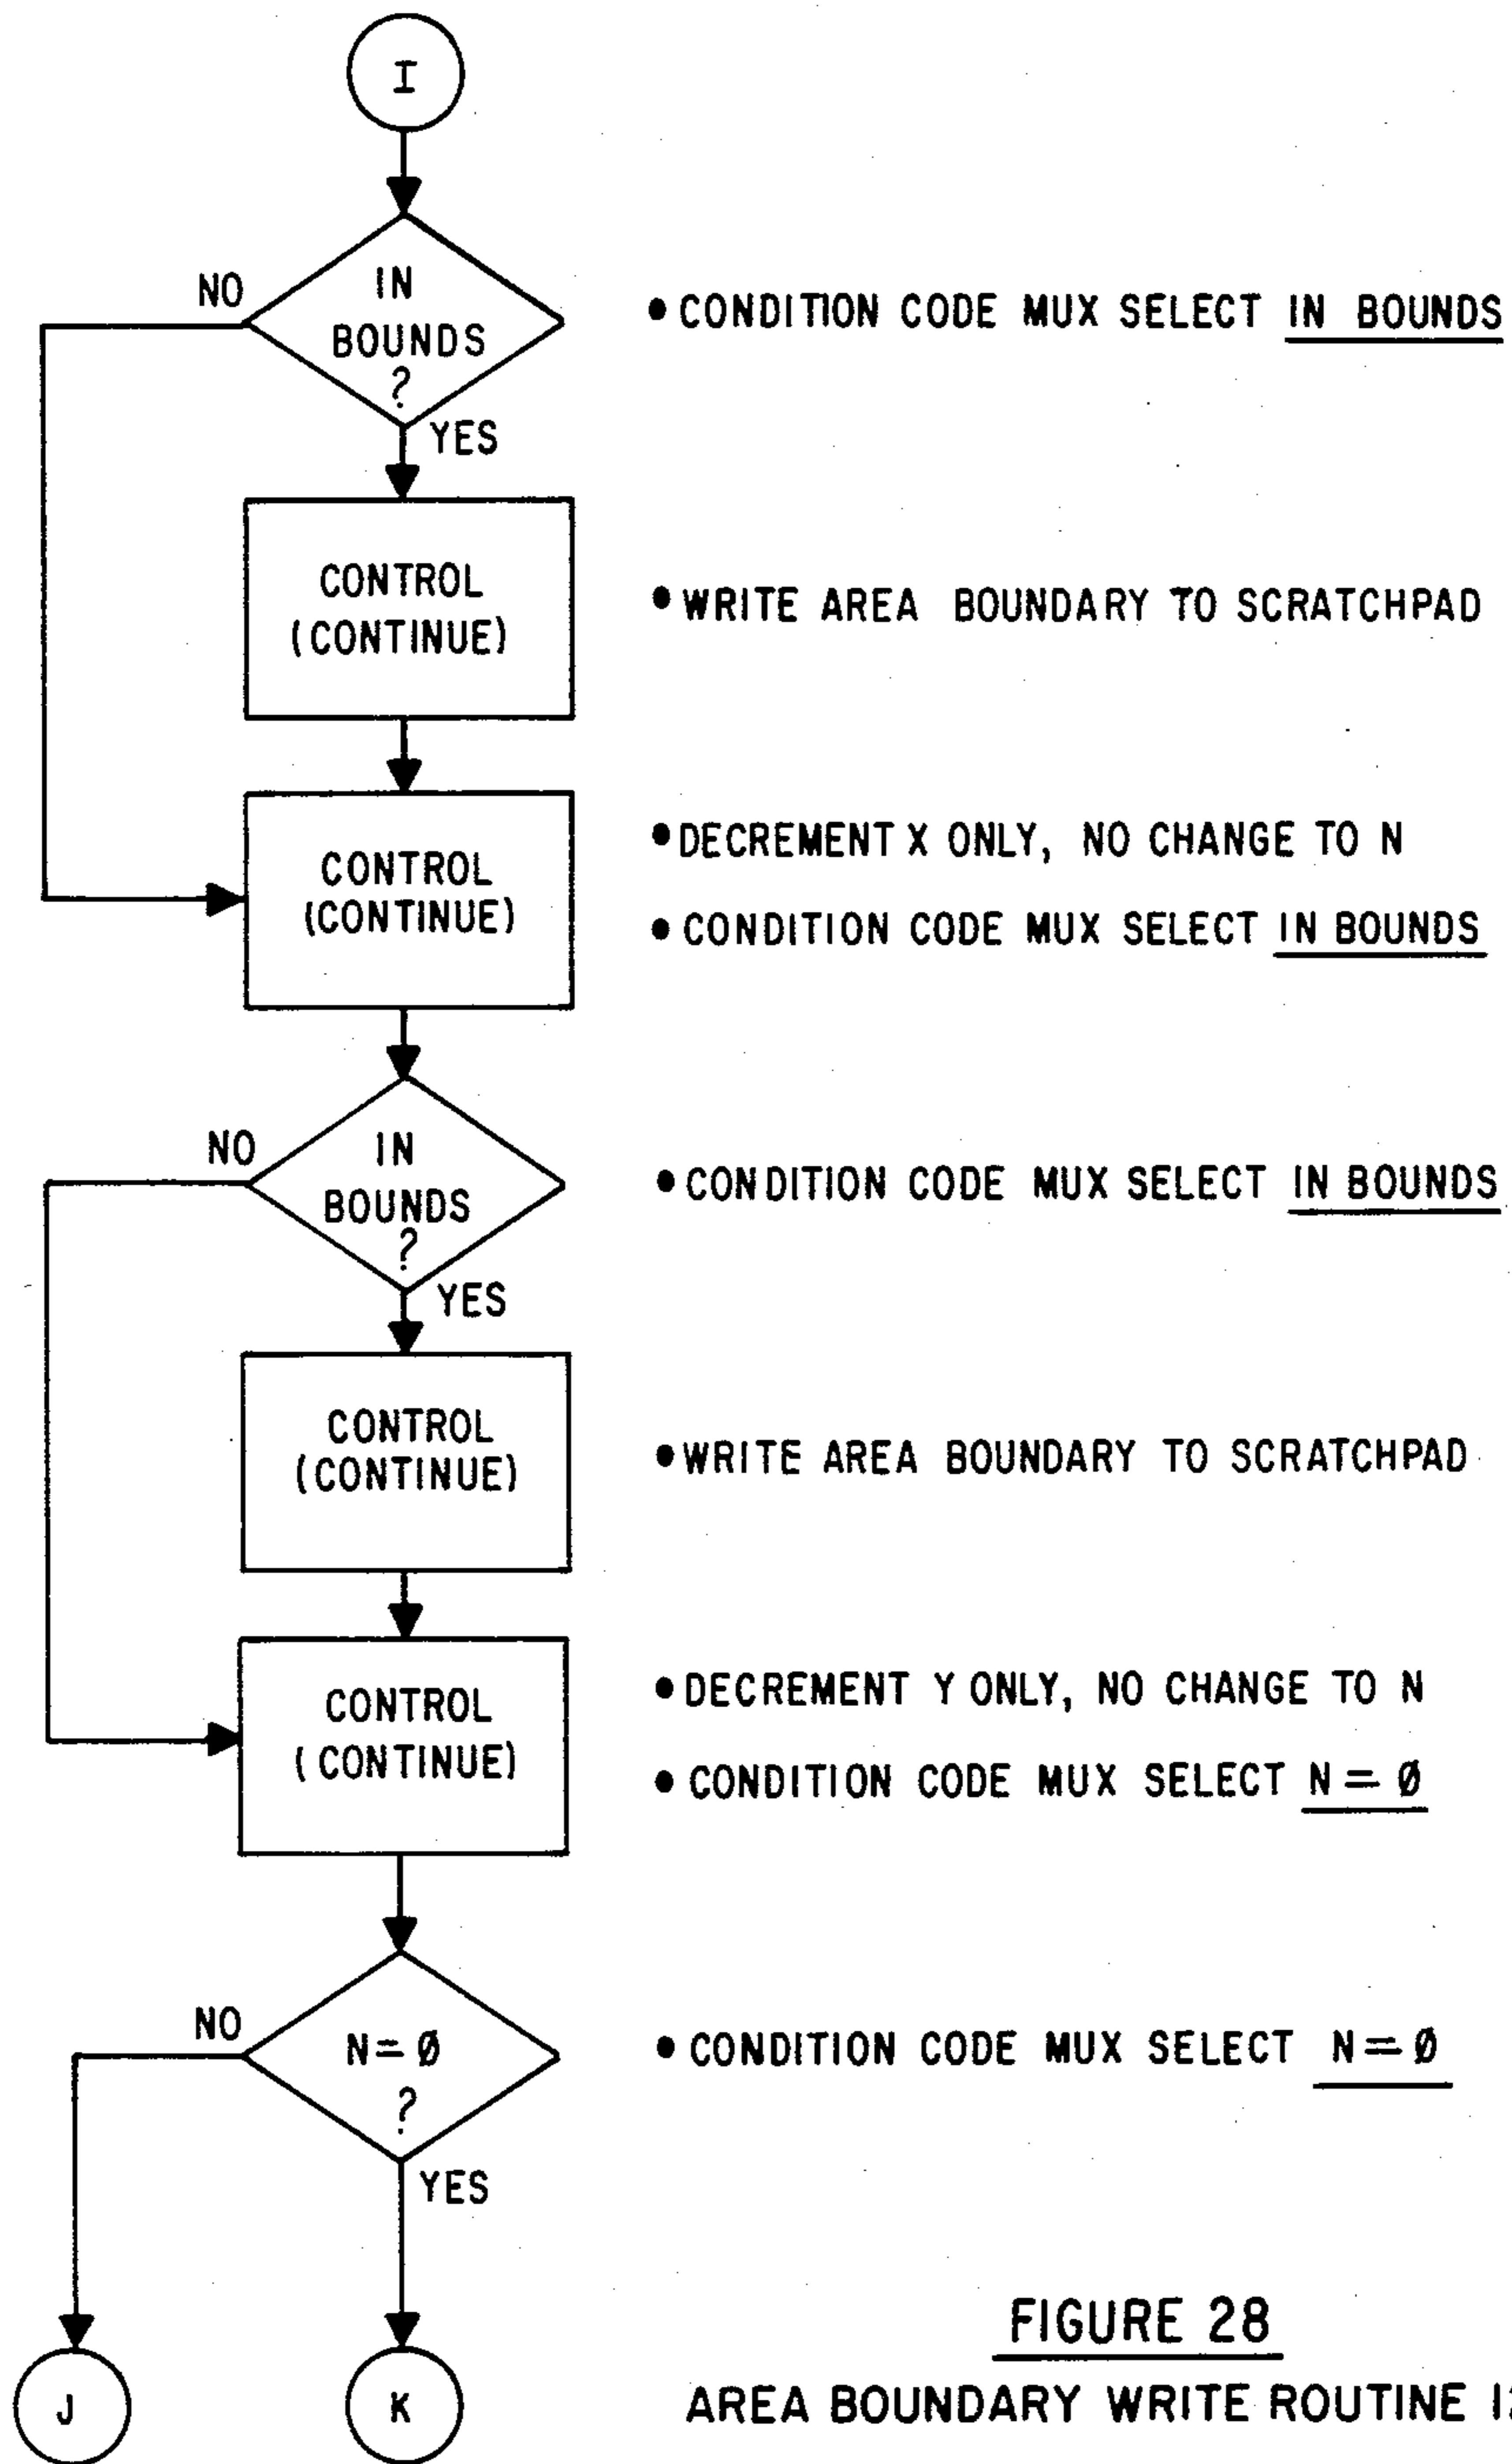 I
IN
BOUNDS
?
NO
YES
• CONDITION CODE MUX SELECT IN BOUNDS
CONTROL
(CONTINUE)
• WRITE AREA BOUNDARY TO SCRATCHPAD
CONTROL
(CONTINUE)
• DECREMENT X ONLY, NO CHANGE TO N
• CONDITION CODE MUX SELECT IN BOUNDS
NO
IN
BOUNDS
?
YES
• CONDITION CODE MUX SELECT IN BOUNDS
CONTROL
(CONTINUE)
• WRITE AREA BOUNDARY TO SCRATCHPAD
CONTROL
(CONTINUE)
• DECREMENT Y ONLY, NO CHANGE TO N
• CONDITION CODE MUX SELECT N = Ø
NO
N = Ø
?
YES
• CONDITION CODE MUX SELECT N = Ø
J
K
FIGURE 28
AREA BOUNDARY WRITE ROUTINE